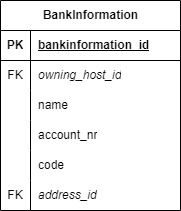 BankInformation
PK bankinformation_id
FK owning_host_id
name
account_nr
code
FK address_id